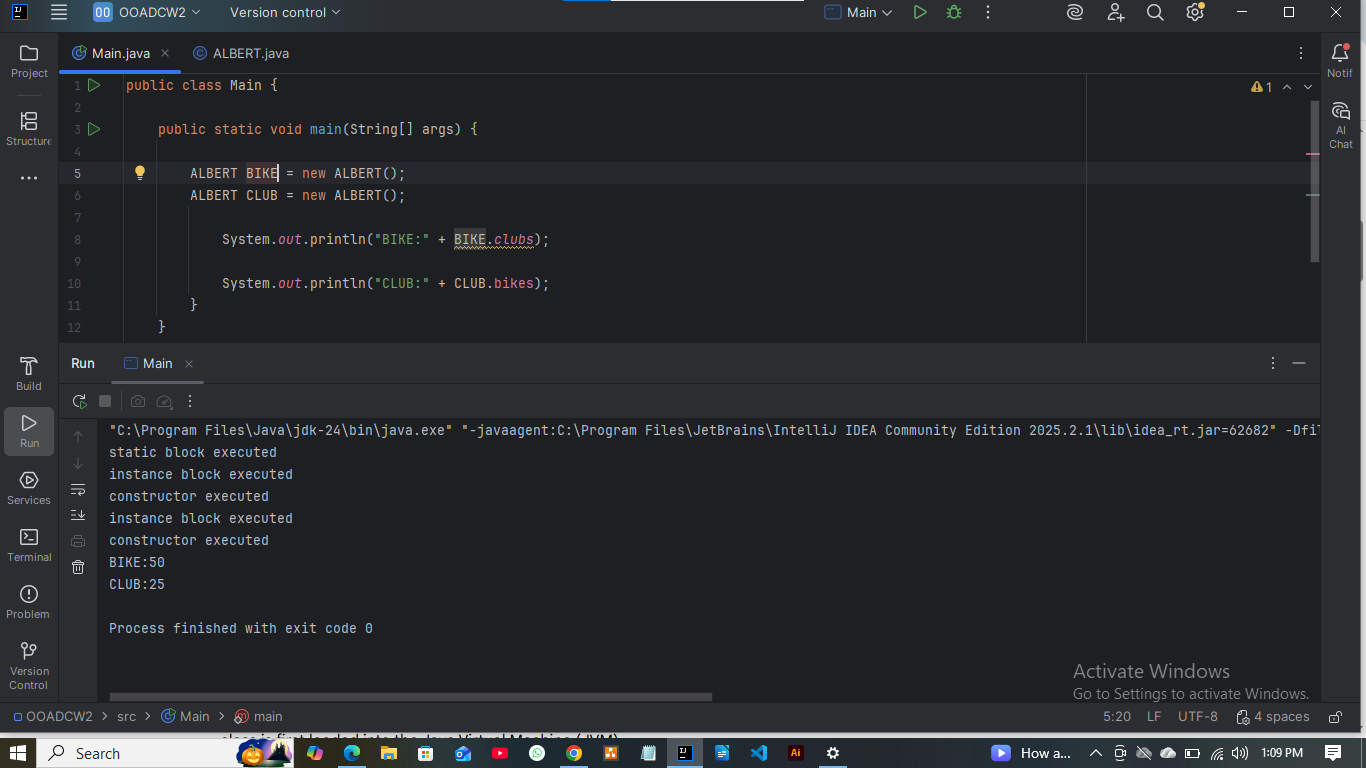 OO OOADCW2 Version control Main
Project
Structure
Build
Run
Services
Terminal
Problem
Version
Control
Main.java ALBERT.java
1 public class Main {
2
3 public static void main(String[] args) {
4
5 ALBERT BIKE = new ALBERT();
6 ALBERT CLUB = new ALBERT();
7
8 System.out.println("BIKE:" + BIKE.clubs);
9
10 System.out.println("CLUB:" + CLUB.bikes);
11 }
12 }
1
Notif
AI
Chat
Run Main
"C:\Program Files\Java\jdk-24\bin\java.exe" "-javaagent:C:\Program Files\JetBrains\IntelliJ IDEA Community Edition 2025.2.1\lib\idea_rt.jar=62682" -Dfil
static block executed
instance block executed
constructor executed
instance block executed
constructor executed
BIKE:50
CLUB:25
Process finished with exit code 0
Activate Windows
Go to Settings to activate Windows.
OOADCW2 > src > Main > main 5:20 LF UTF-8 4 spaces
Search How a... 1:09 PM